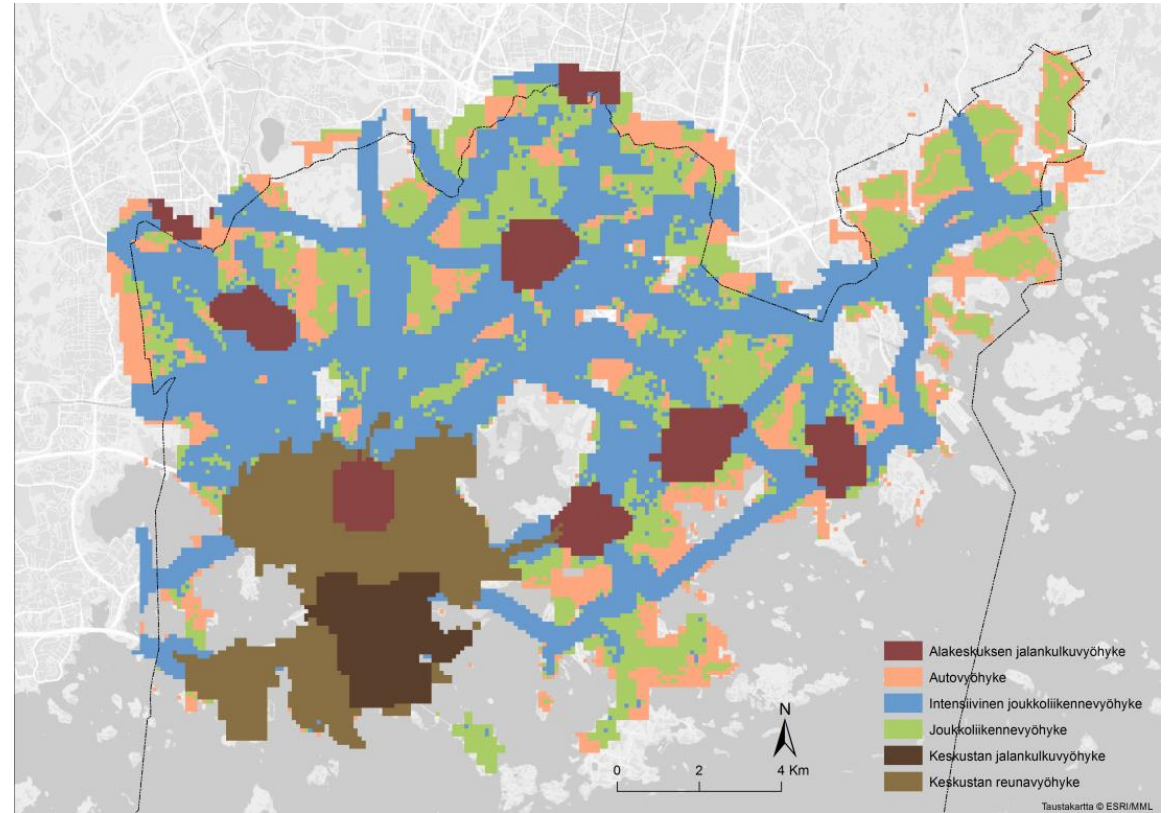 Alakeskuksen jalankulkuvyöhyke
Autovyöhyke
Intensiivinen joukkoliikennevyöhyke
Joukkoliikennevyöhyke
Keskustan jalankulkuvyöhyke
Keskustan reunavyöhyke
N
0 2 4 Km
Taustakartta © ESRI/MML